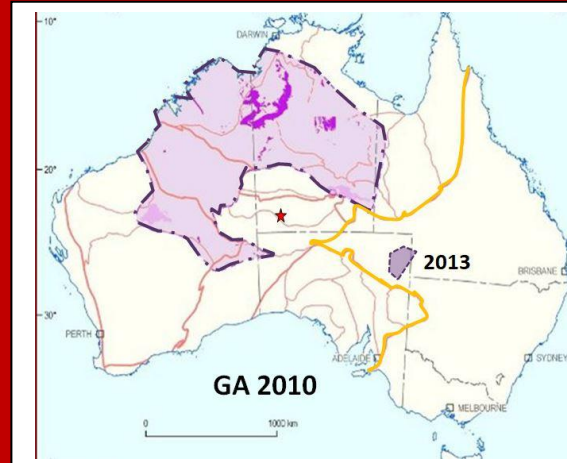 10°
DARWIN
20°
2013
BRISBANE
30°
PERTH
ADELAIDE
SYDNEY
GA 2010
0 1000 km
MELBOURNE